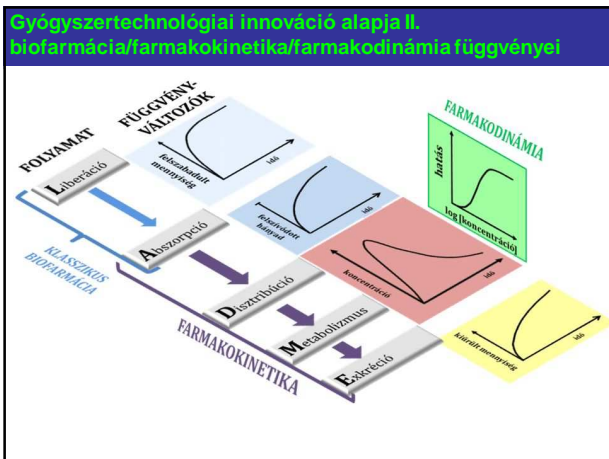 Gyógyszertechnológiai innováció alapja II.
biofarmácia/farmakokinetika/farmakodinámia függvényei
FOLYAMAT
FÜGGVÉNY-
VÁLTOZÓK
Liberáció
felszabadult
mennyiség
idő
Abszorpció
felszívódott
hányad
idő
Disztribúció
koncentráció
idő
Metabolizmus
Exkréció
kiürült mennyiség
idő
KLASSZIKUS
BIOFARMÁCIA
FARMAKOKINETIKA
FARMAKODINÁMIA
hatás
log[koncentráció]